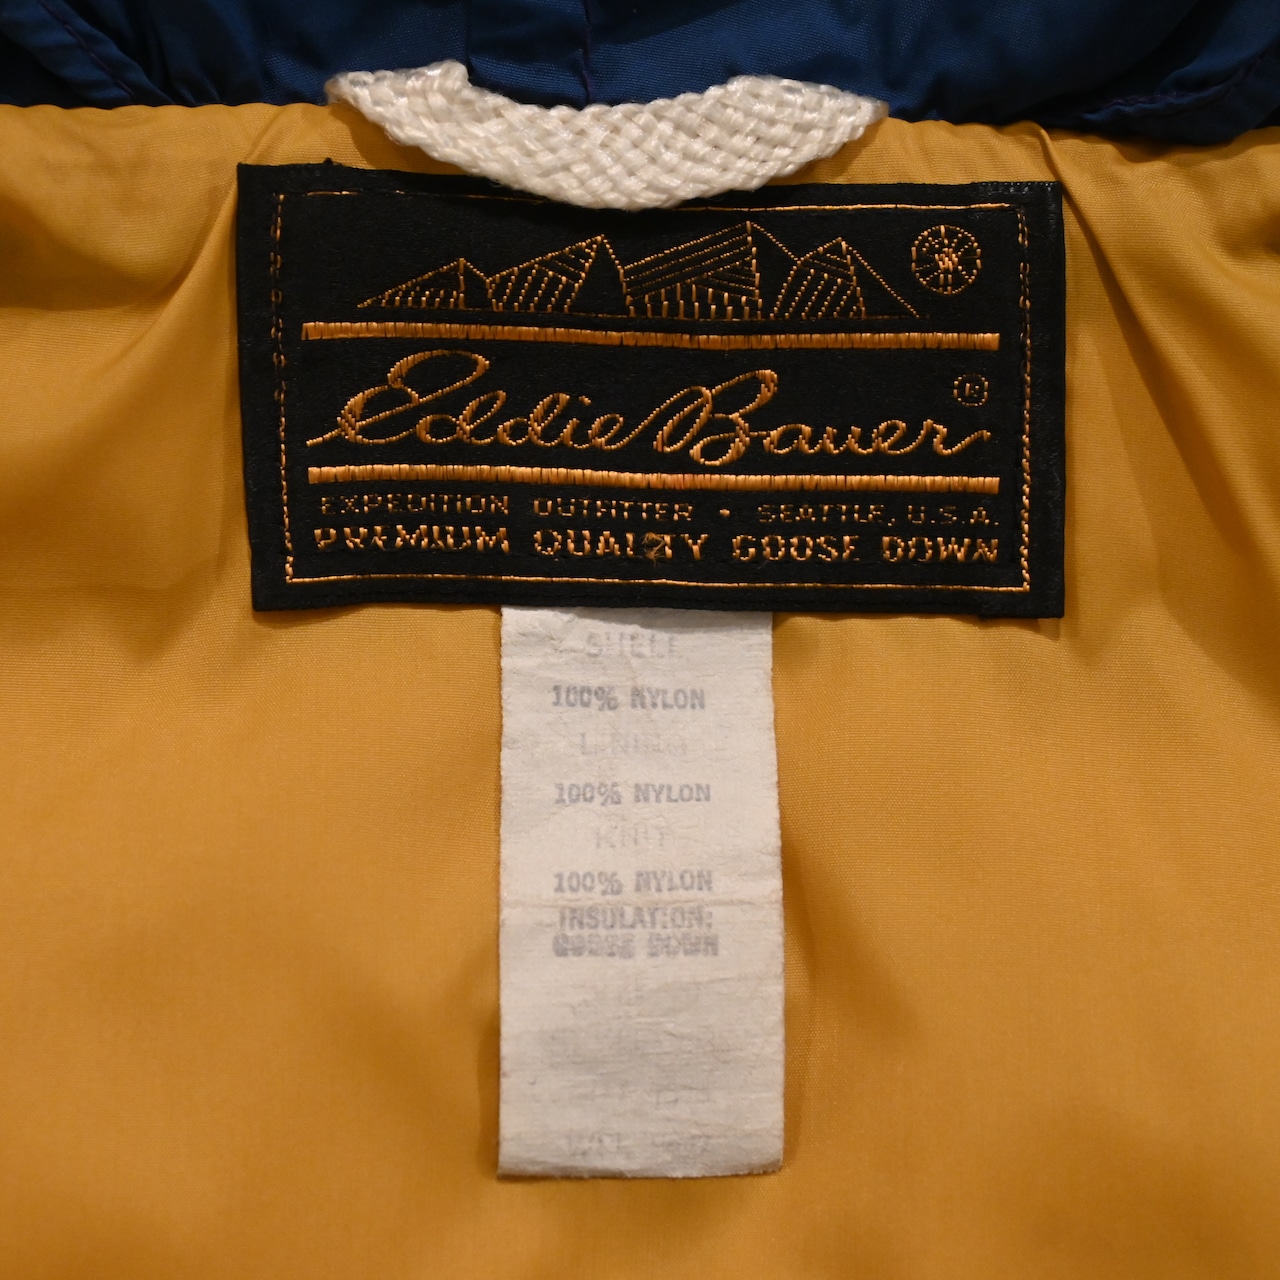 Eddie Bauer ®
EXPEDITION OUTFITTER • SEATTLE, U.S.A.
PREMIUM QUALITY GOOSE DOWN
SHELL
100% NYLON
LINING
100% NYLON
KNIT
100% NYLON
INSULATION:
GOOSE DOWN